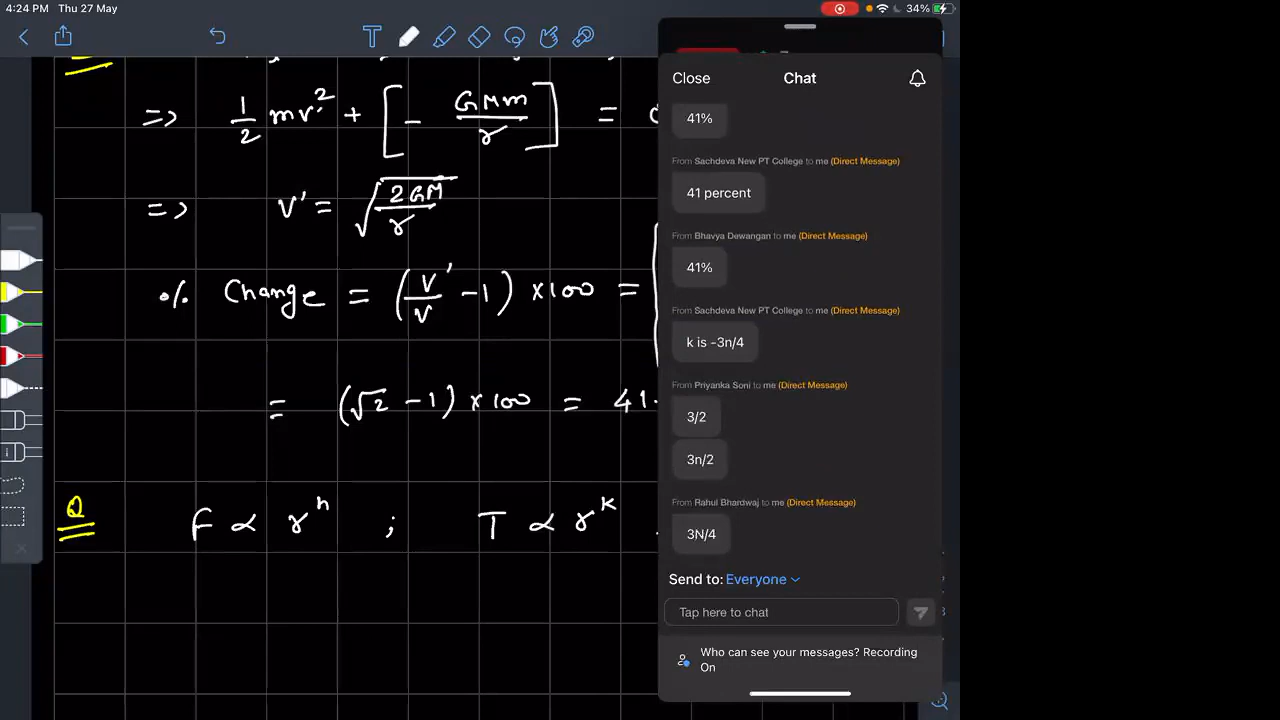 4:24 PM Thu 27 May
34%
T
⇒ 1/2 mv² + [- GMm/r] =
⇒ v' = √(2GM/r)
% Change = (v'/v - 1) × 100 =
= (√2 - 1) × 100 = 41.
Q F ∝ r^n ; T ∝ r^k
Close Chat
41%
From Sachdeva New PT College to me (Direct Message)
41 percent
From Bhavya Dewangan to me (Direct Message)
41%
From Sachdeva New PT College to me (Direct Message)
k is -3n/4
From Priyanka Soni to me (Direct Message)
3/2
3n/2
From Rahul Bhardwaj to me (Direct Message)
3N/4
Send to: Everyone
Tap here to chat
Who can see your messages? Recording
On